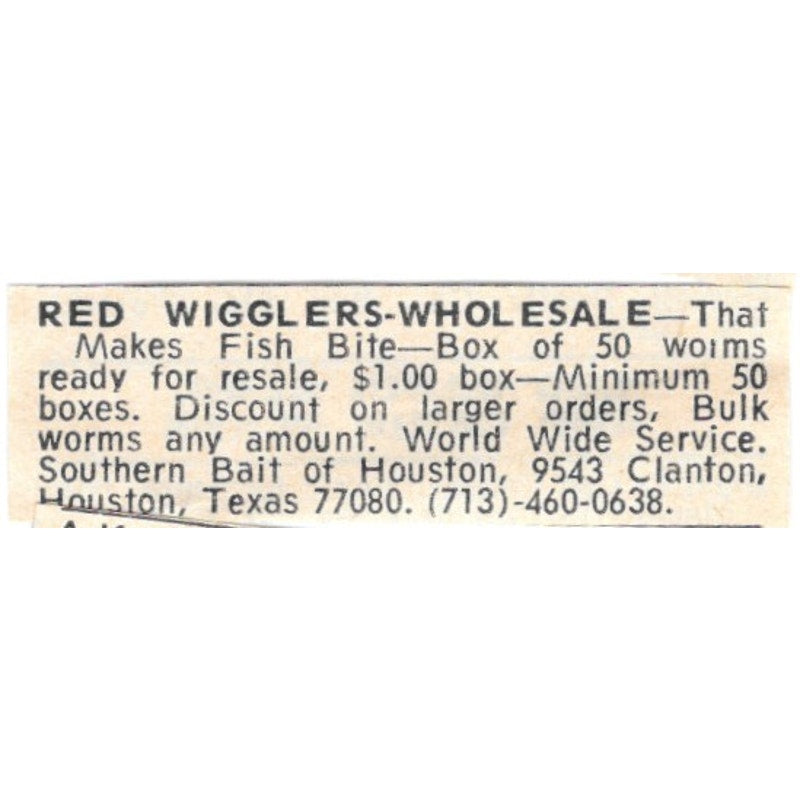 RED WIGGLERS-WHOLESALE—That
Makes Fish Bite—Box of 50 worms
ready for resale, $1.00 box—Minimum 50
boxes. Discount on larger orders, Bulk
worms any amount. World Wide Service.
Southern Bait of Houston, 9543 Clanton,
Houston, Texas 77080. (713)-460-0638.